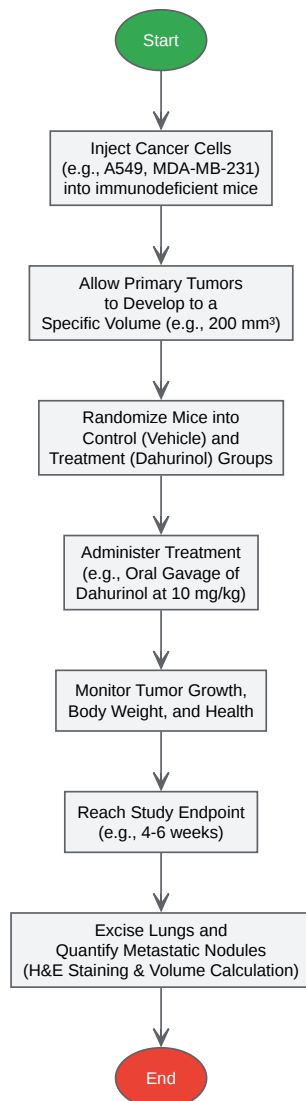 Start
Inject Cancer Cells
(e.g., A549, MDA-MB-231)
into immunodeficient mice
Allow Primary Tumors
to Develop to a
Specific Volume (e.g., 200 mm³)
Randomize Mice into
Control (Vehicle) and
Treatment (Dahurinol) Groups
Administer Treatment
(e.g., Oral Gavage of
Dahurinol at 10 mg/kg)
Monitor Tumor Growth,
Body Weight, and Health
Reach Study Endpoint
(e.g., 4-6 weeks)
Excise Lungs and
Quantify Metastatic Nodules
(H&E Staining & Volume Calculation)
End